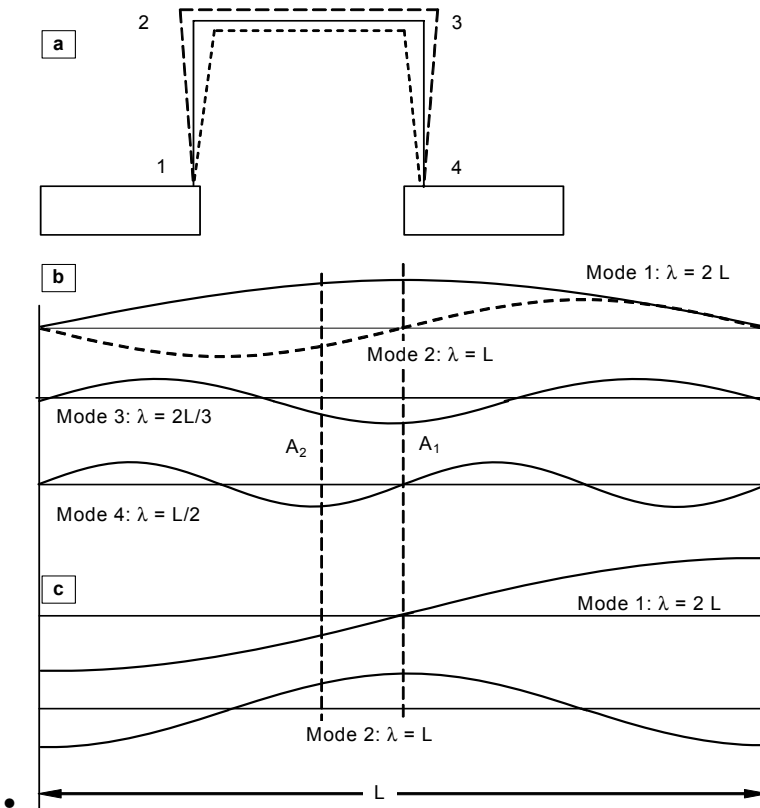 2 3
a
1 4
b
Mode 1: λ = 2 L
Mode 2: λ = L
Mode 3: λ = 2L/3
A₂ A₁
Mode 4: λ = L/2
c
Mode 1: λ = 2 L
Mode 2: λ = L
L